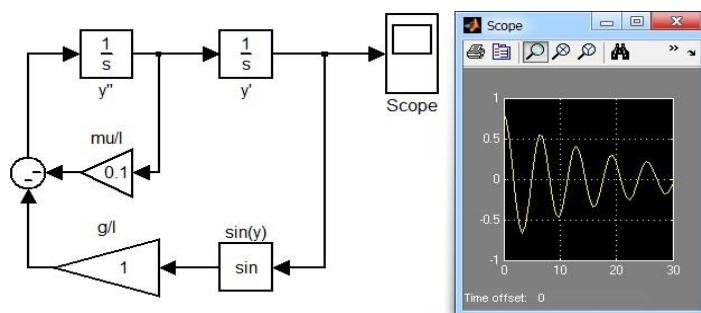 1
s
y"
1
s
y'
Scope
mu/l
0.1
- -
g/l
1
sin(y)
sin
Scope
»
1
0.5
0
-0.5
-1
0 10 20 30
Time offset: 0